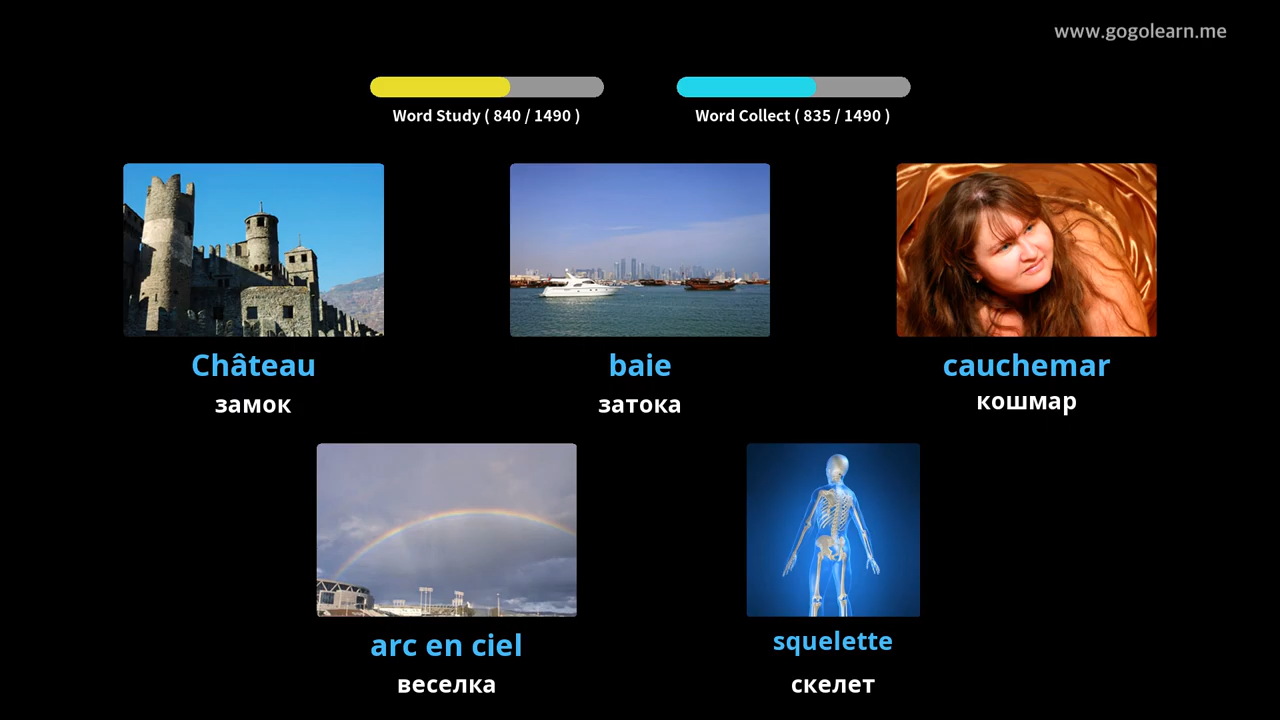 www.gogolearn.me
Word Study ( 840 / 1490 )
Word Collect ( 835 / 1490 )
Château
baie
cauchemar
замок
затока
кошмар
arc en ciel
squelette
веселка
скелет